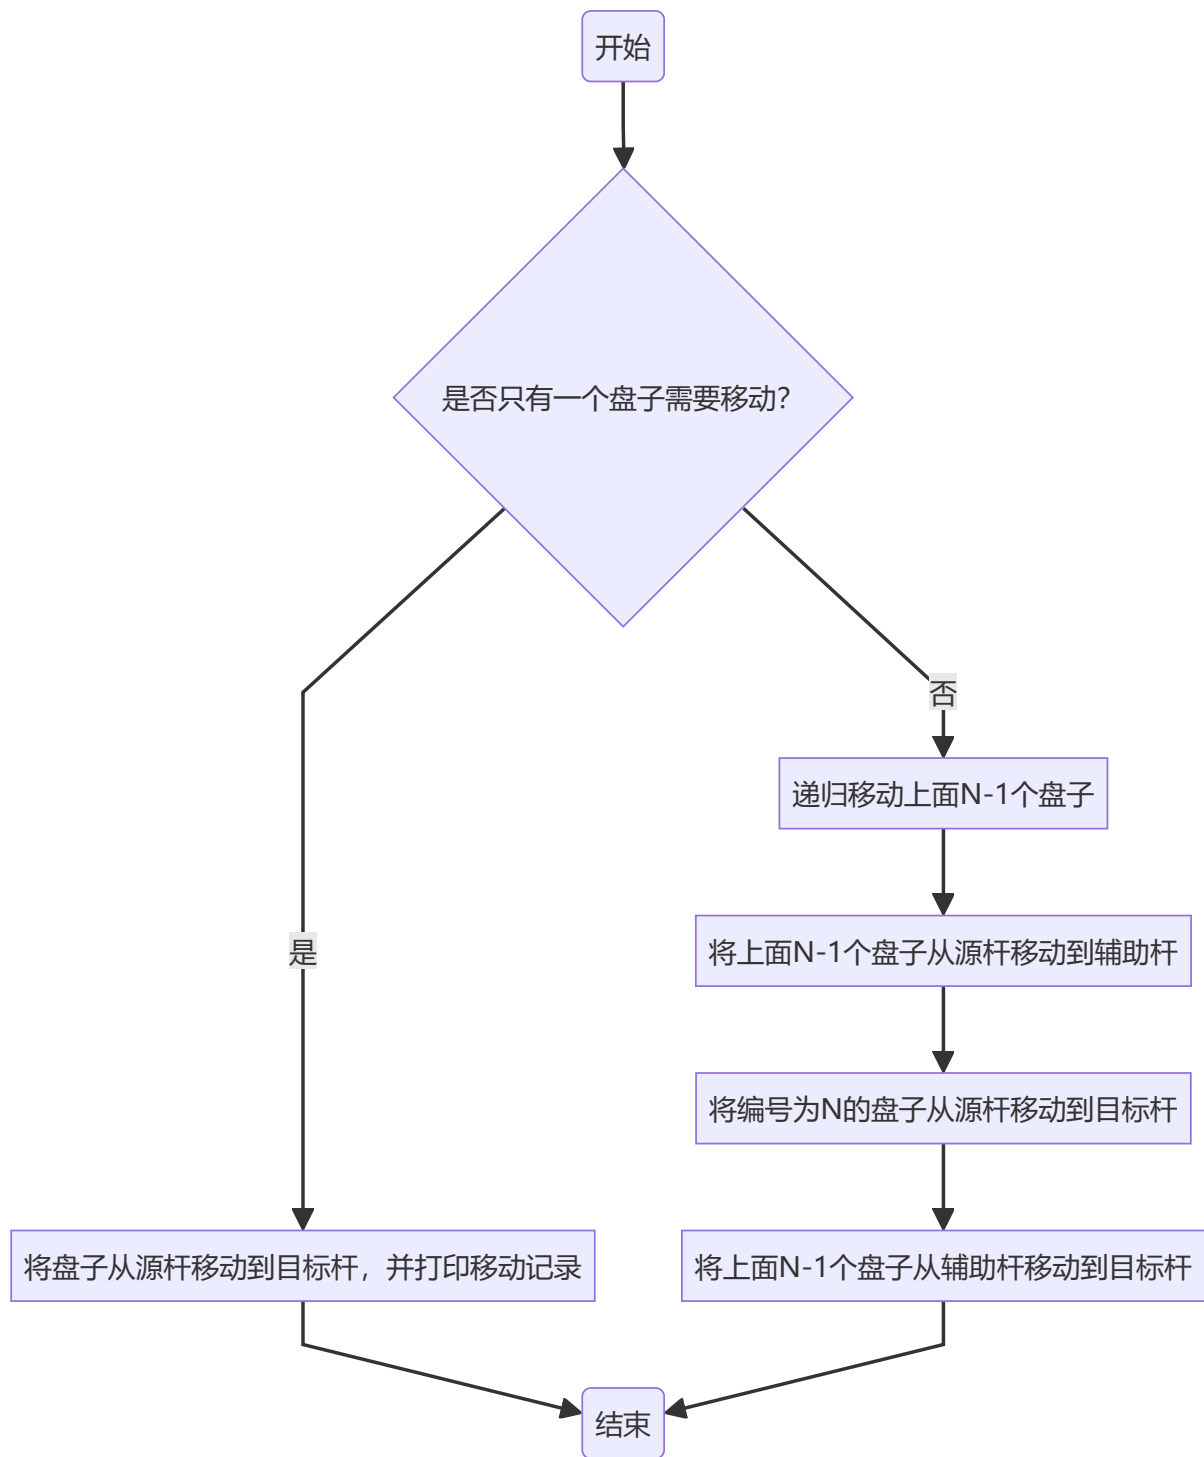 开始
是否只有一个盘子需要移动？
否
递归移动上面N-1个盘子
将上面N-1个盘子从源杆移动到辅助杆
是
将编号为N的盘子从源杆移动到目标杆
将盘子从源杆移动到目标杆，并打印移动记录
将上面N-1个盘子从辅助杆移动到目标杆
结束